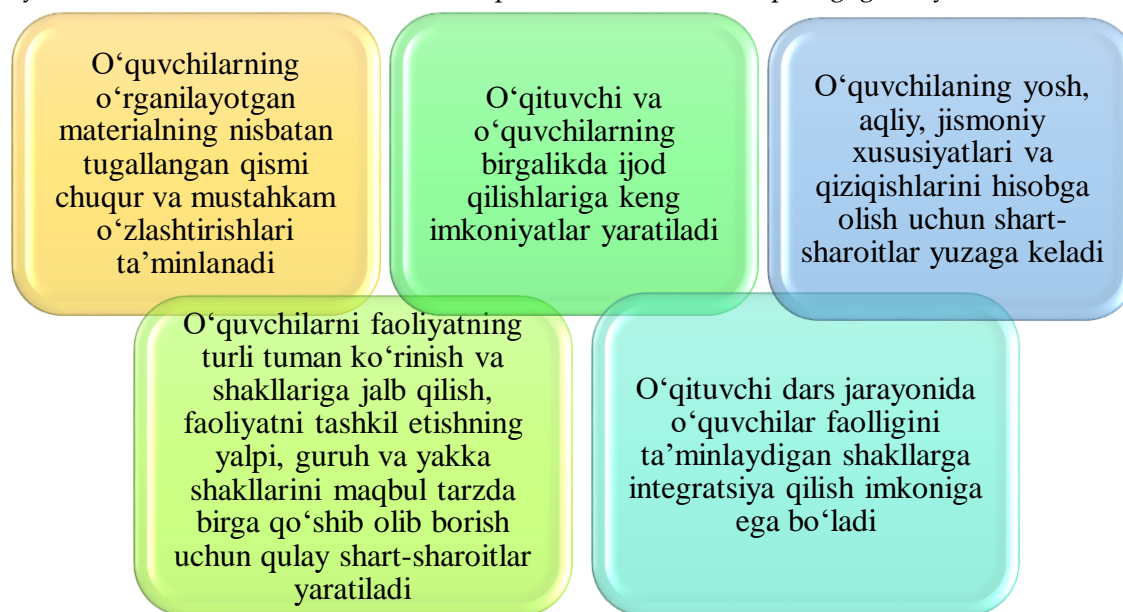 O‘quvchilarning
o‘rganilayotgan
materialning nisbatan
tugallangan qismi
chuqur va mustahkam
o‘zlashtirishlari
ta’minlanadi
O‘qituvchi va
o‘quvchilarning
birgalikda ijod
qilishlariga keng
imkoniyatlar yaratiladi
O‘quvchilaning yosh,
aqliy, jismoniy
xususiyatlari va
qiziqishlarini hisobga
olish uchun shart-
sharoitlar yuzaga keladi
O‘quvchilarni faoliyatning
turli tuman ko‘rinish va
shakllariga jalb qilish,
faoliyatni tashkil etishning
yalpi, guruh va yakka
shakllarini maqbul tarzda
birga qo‘shib olib borish
uchun qulay shart-sharoitlar
yaratiladi
O‘qituvchi dars jarayonida
o‘quvchilar faolligini
ta’minlaydigan shakllarga
integratsiya qilish imkoniga
ega bo‘ladi